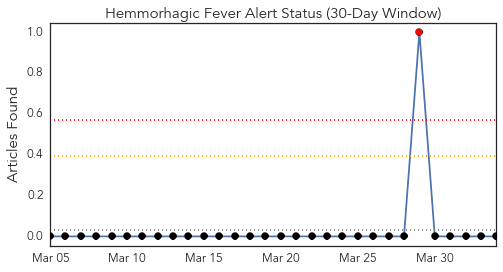 Hemmorhagic Fever Alert Status (30-Day Window)
Articles Found
1.0
0.8
0.6
0.4
0.2
0.0
Mar 05 Mar 10 Mar 15 Mar 20 Mar 25 Mar 30